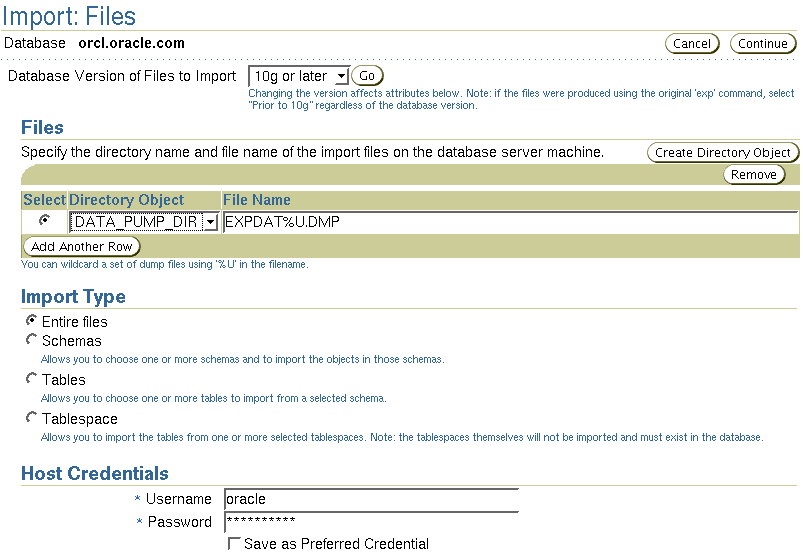 Import: Files
Database orcl.oracle.com Cancel Continue
Database Version of Files to Import 10g or later Go
Changing the version affects attributes below. Note: if the files were produced using the original 'exp' command, select
"Prior to 10g" regardless of the database version.
Files
Specify the directory name and file name of the import files on the database server machine. Create Directory Object
Remove
Select Directory Object File Name
DATA_PUMP_DIR EXPDAT%U.DMP
Add Another Row
You can wildcard a set of dump files using '%U' in the filename.
Import Type
Entire files
Schemas
Allows you to choose one or more schemas and to import the objects in those schemas.
Tables
Allows you to choose one or more tables to import from a selected schema.
Tablespace
Allows you to import the tables from one or more selected tablespaces. Note: the tablespaces themselves will not be imported and must exist in the database.
Host Credentials
* Username oracle
* Password **********
Save as Preferred Credential